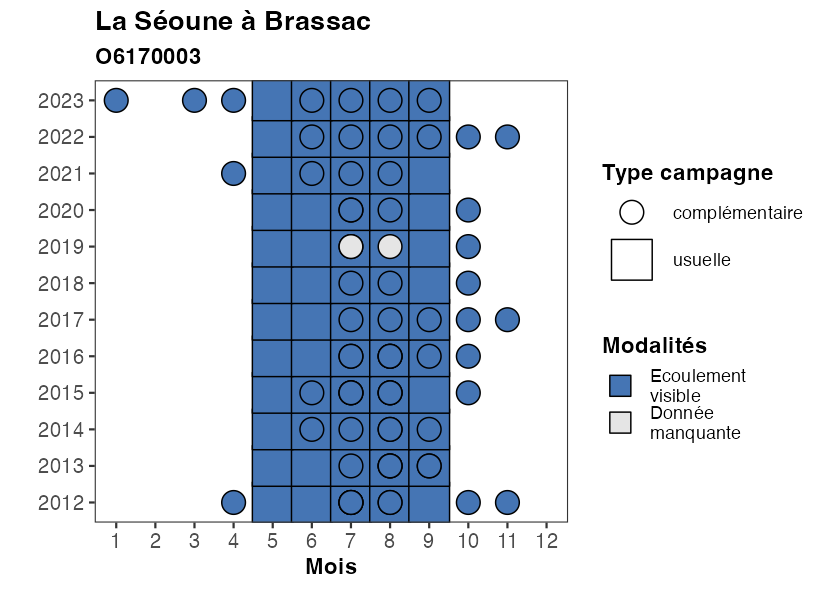 La Séoune à Brassac
O6170003
2023
2022
2021
2020
2019
2018
2017
2016
2015
2014
2013
2012
1 2 3 4 5 6 7 8 9 10 11 12
Mois
Type campagne
complémentaire
usuelle
Modalités
Ecoulement
visible
Donnée
manquante